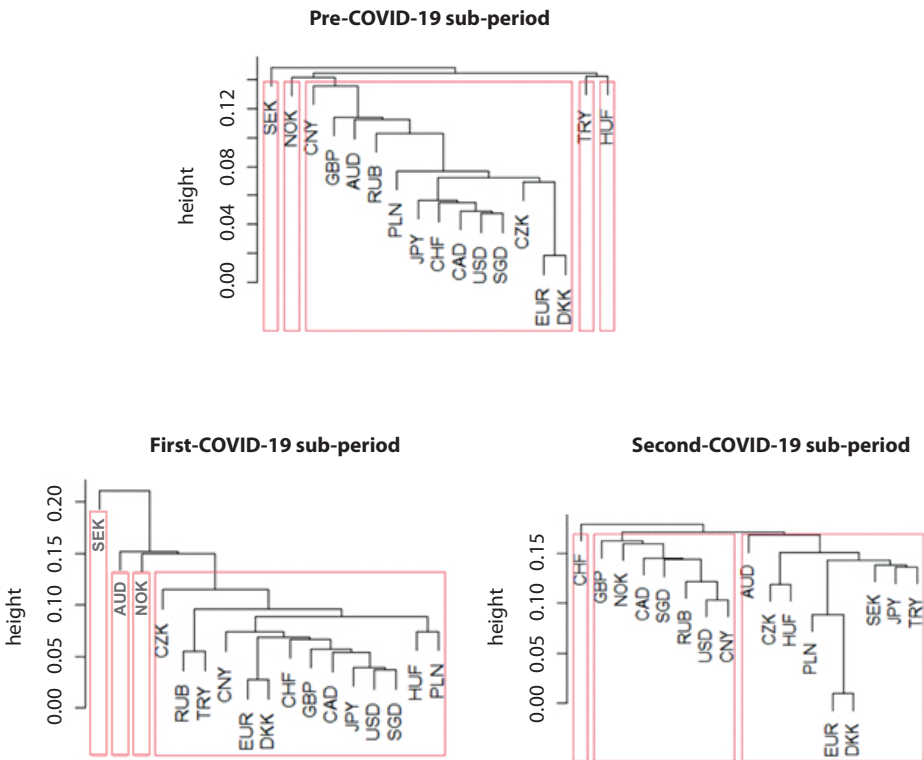 Pre-COVID-19 sub-period
height
0.12
0.08
0.04
0.00
SEK
NOK
CNY
GBP
AUD
RUB
PLN
JPY
CHF
CAD
USD
SGD
CZK
EUR
DKK
TRY
HUF
First-COVID-19 sub-period
height
0.20
0.15
0.10
0.05
0.00
SEK
AUD
NOK
CZK
RUB
TRY
CNY
EUR
DKK
CHF
GBP
CAD
JPY
USD
SGD
HUF
PLN
Second-COVID-19 sub-period
height
0.15
0.10
0.05
0.00
CHF
GBP
NOK
CAD
SGD
RUB
USD
CNY
AUD
CZK
HUF
PLN
EUR
DKK
SEK
JPY
TRY